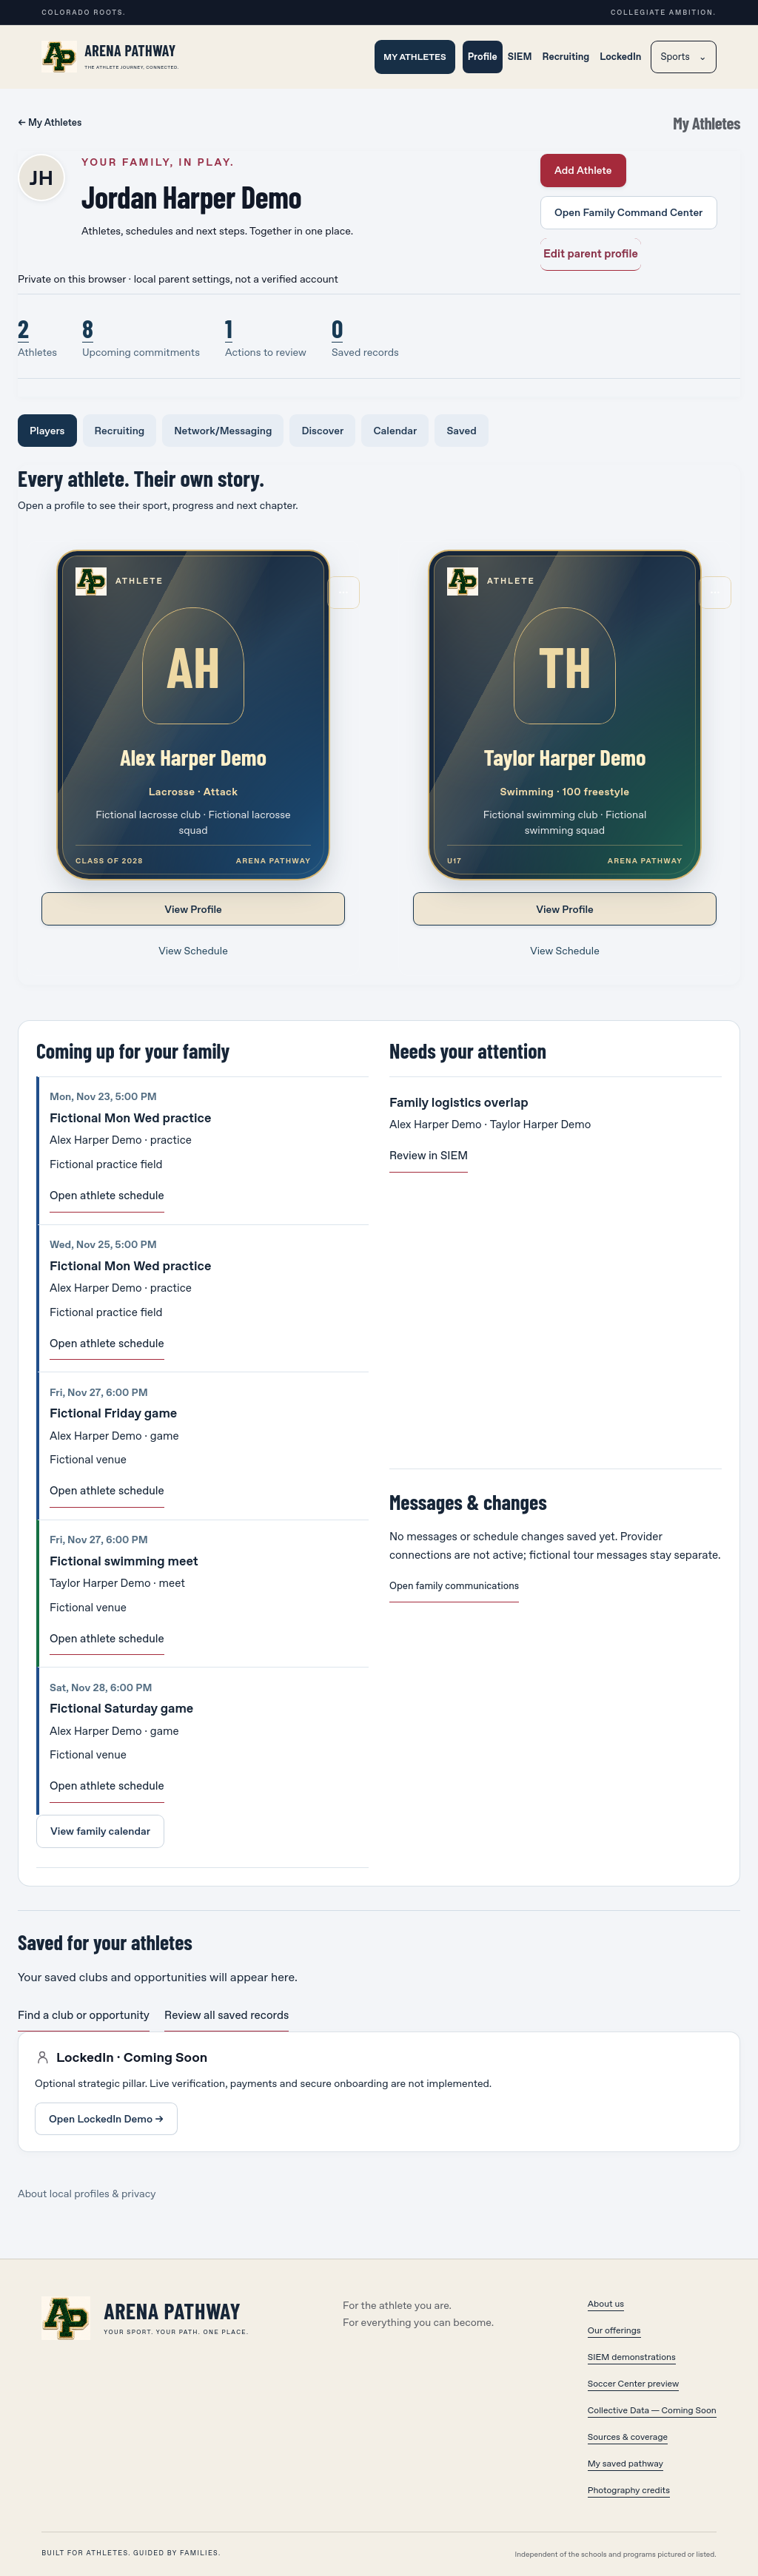 COLORADO ROOTS.
COLLEGIATE AMBITION.
AP
ARENA PATHWAY
THE ATHLETE JOURNEY, CONNECTED.
MY ATHLETES
Profile
SIEM
Recruiting
LockedIn
Sports
← My Athletes
My Athletes
JH
YOUR FAMILY, IN PLAY.
Jordan Harper Demo
Athletes, schedules and next steps. Together in one place.
Add Athlete
Open Family Command Center
Edit parent profile
Private on this browser · local parent settings, not a verified account
2
Athletes
8
Upcoming commitments
1
Actions to review
0
Saved records
Players
Recruiting
Network/Messaging
Discover
Calendar
Saved
Every athlete. Their own story.
Open a profile to see their sport, progress and next chapter.
AP
ATHLETE
AH
Alex Harper Demo
Lacrosse · Attack
Fictional lacrosse club · Fictional lacrosse
squad
CLASS OF 2028
ARENA PATHWAY
View Profile
View Schedule
AP
ATHLETE
TH
Taylor Harper Demo
Swimming · 100 freestyle
Fictional swimming club · Fictional
swimming squad
U17
ARENA PATHWAY
View Profile
View Schedule
Coming up for your family
Mon, Nov 23, 5:00 PM
Fictional Mon Wed practice
Alex Harper Demo · practice
Fictional practice field
Open athlete schedule
Wed, Nov 25, 5:00 PM
Fictional Mon Wed practice
Alex Harper Demo · practice
Fictional practice field
Open athlete schedule
Fri, Nov 27, 6:00 PM
Fictional Friday game
Alex Harper Demo · game
Fictional venue
Open athlete schedule
Fri, Nov 27, 6:00 PM
Fictional swimming meet
Taylor Harper Demo · meet
Fictional venue
Open athlete schedule
Sat, Nov 28, 6:00 PM
Fictional Saturday game
Alex Harper Demo · game
Fictional venue
Open athlete schedule
View family calendar
Needs your attention
Family logistics overlap
Alex Harper Demo · Taylor Harper Demo
Review in SIEM
Messages & changes
No messages or schedule changes saved yet. Provider
connections are not active; fictional tour messages stay separate.
Open family communications
Saved for your athletes
Your saved clubs and opportunities will appear here.
Find a club or opportunity
Review all saved records
LockedIn · Coming Soon
Optional strategic pillar. Live verification, payments and secure onboarding are not implemented.
Open LockedIn Demo →
About local profiles & privacy
AP
ARENA PATHWAY
YOUR SPORT. YOUR PATH. ONE PLACE.
For the athlete you are.
For everything you can become.
About us
Our offerings
SIEM demonstrations
Soccer Center preview
Collective Data — Coming Soon
Sources & coverage
My saved pathway
Photography credits
BUILT FOR ATHLETES. GUIDED BY FAMILIES.
Independent of the schools and programs pictured or listed.